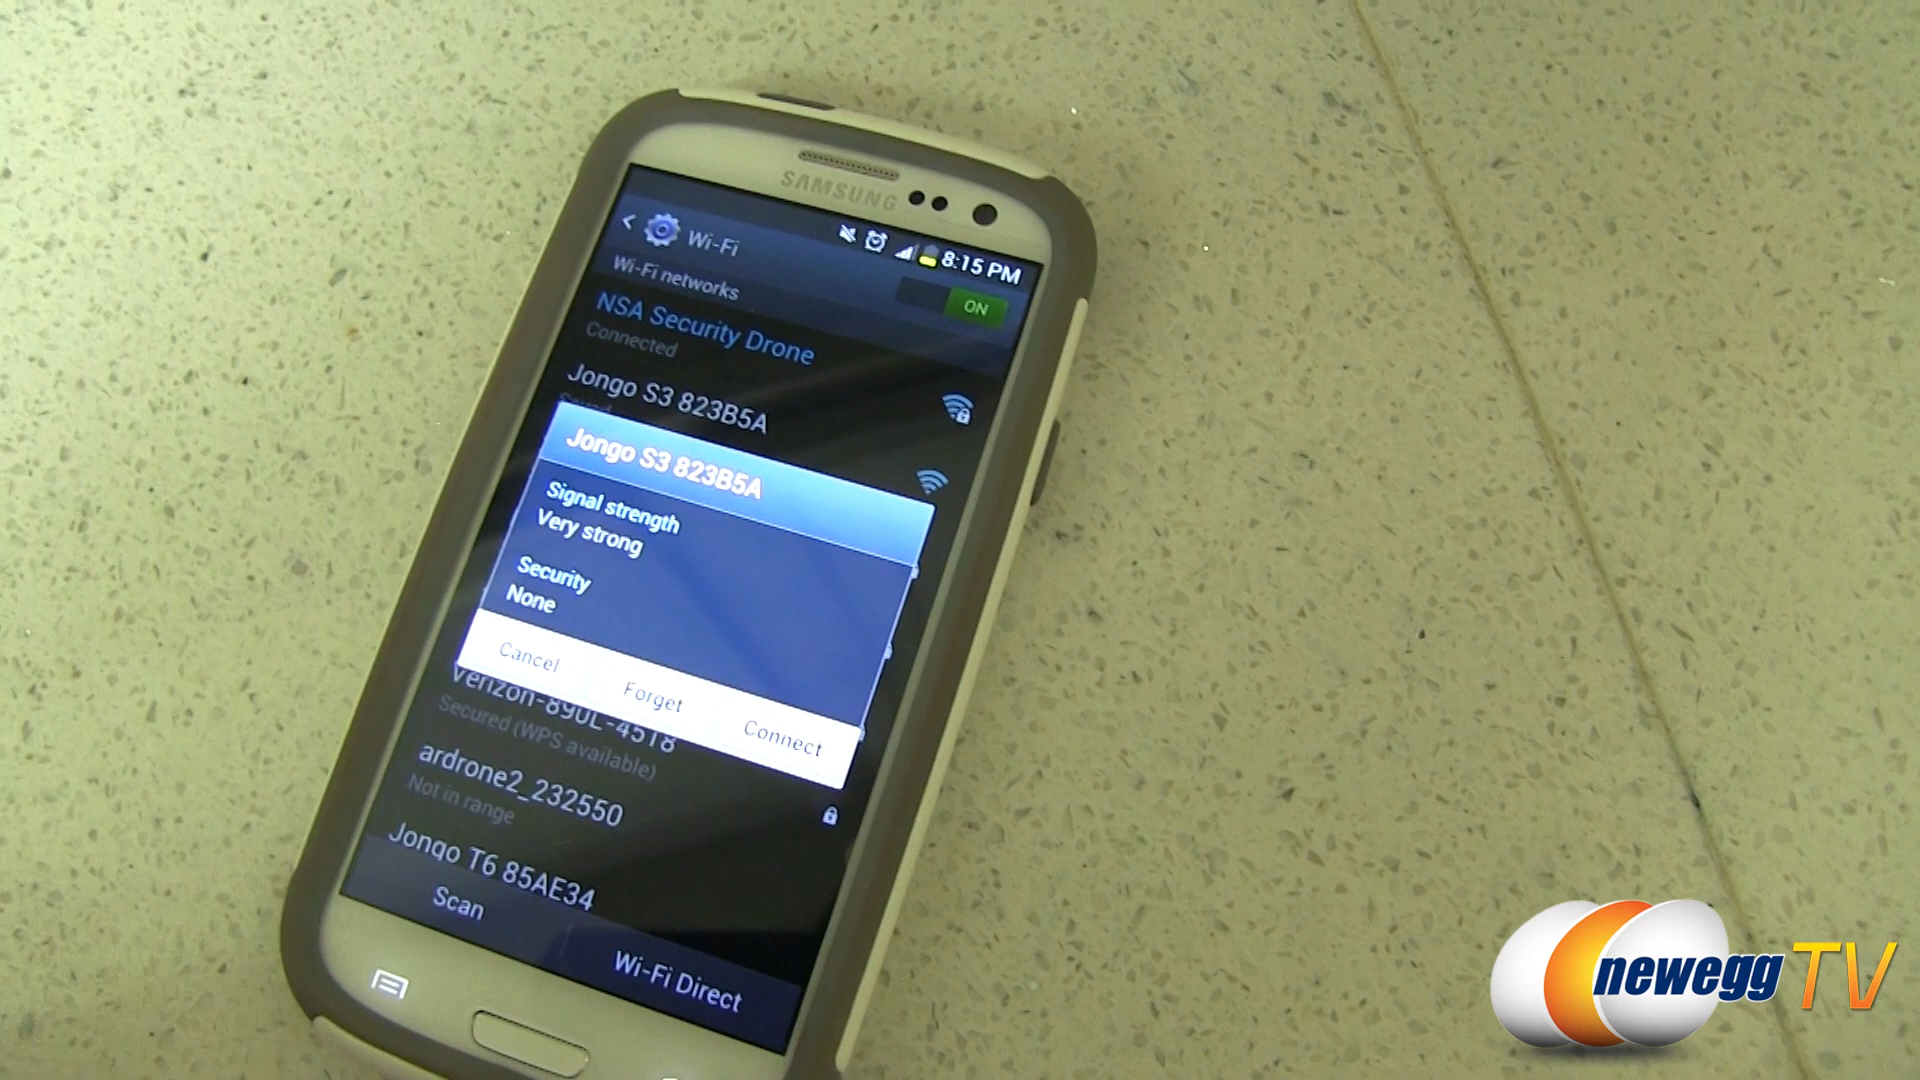 SAMSUNG
8:15 PM
Wi-Fi
ON
Wi-Fi networks
NSA Security Drone
Connected
Jongo S3 823B5A
Jongo S3 823B5A
Signal strength
Very strong
Security
None
Cancel
Forget
Connect
Verizon-890L-4518
Secured (WPS available)
ardrone2_232550
Not in range
Jongo T6 85AE34
Scan
Wi-Fi Direct
newegg TV